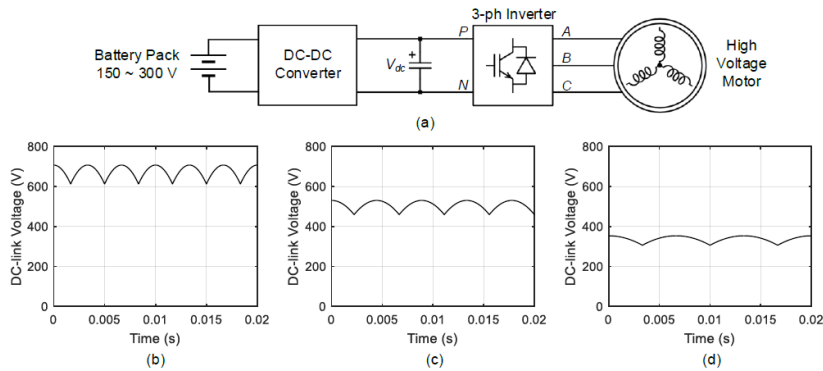 3-ph Inverter
Battery Pack
150 ~ 300 V
DC-DC
Converter
Vdc
+
P
N
A
B
C
High
Voltage
Motor
(a)
DC-link Voltage (V)
800
600
400
200
0
0 0.005 0.01 0.015 0.02
Time (s)
(b)
DC-link Voltage (V)
800
600
400
200
0
0 0.005 0.01 0.015 0.02
Time (s)
(c)
DC-link Voltage (V)
800
600
400
200
0
0 0.005 0.01 0.015 0.02
Time (s)
(d)